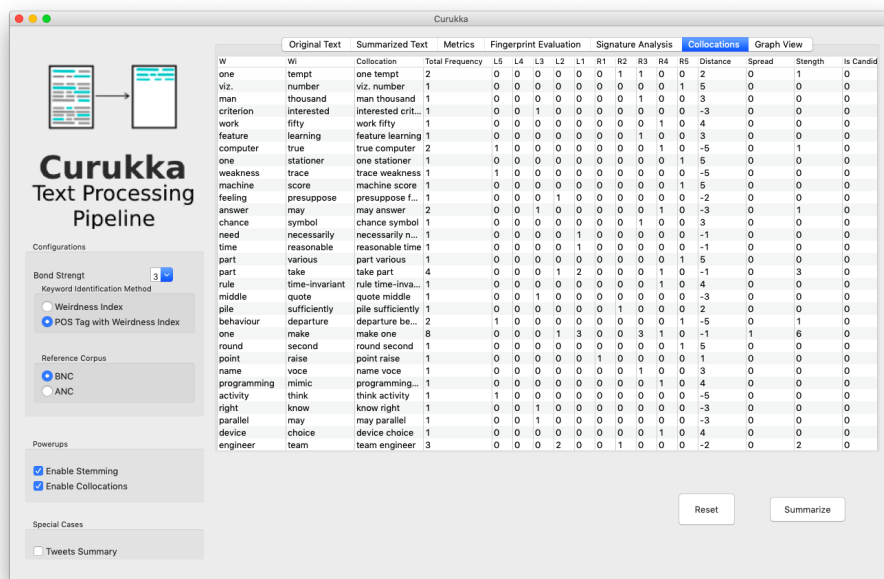 Curukka
Original Text Summarized Text Metrics Fingerprint Evaluation Signature Analysis Collocations Graph View
W Wi Collocation Total Frequency L5 L4 L3 L2 L1 R1 R2 R3 R4 R5 Distance Spread Stength Is Candid
one tempt one tempt 2 0 0 0 0 0 0 1 1 0 0 2 0 1 0
viz. number viz. number 1 0 0 0 0 0 0 0 0 0 1 5 0 0 0
man thousand man thousand 1 0 0 0 0 0 0 0 1 0 0 3 0 0 0
criterion interested interested crit... 1 0 0 1 0 0 0 0 0 0 0 -3 0 0 0
work fifty work fifty 1 0 0 0 0 0 0 0 0 1 0 4 0 0 0
feature learning feature learning 1 0 0 0 0 0 0 0 1 0 0 3 0 0 0
computer true true computer 2 1 0 0 0 0 0 0 0 1 0 -5 0 1 0
one stationer one stationer 1 0 0 0 0 0 0 0 0 0 1 5 0 0 0
weakness trace trace weakness 1 1 0 0 0 0 0 0 0 0 0 -5 0 0 0
machine score machine score 1 0 0 0 0 0 0 0 0 0 1 5 0 0 0
feeling presuppose presuppose f... 1 0 0 0 1 0 0 0 0 0 0 -2 0 0 0
answer may may answer 2 0 0 1 0 0 0 0 0 1 0 -3 0 1 0
chance symbol chance symbol 1 0 0 0 0 0 0 0 1 0 0 3 0 0 0
need necessarily necessarily n... 1 0 0 0 0 1 0 0 0 0 0 -1 0 0 0
time reasonable reasonable time 1 0 0 0 0 1 0 0 0 0 0 -1 0 0 0
part various part various 1 0 0 0 0 0 0 0 0 0 1 5 0 0 0
part take take part 4 0 0 0 1 2 0 0 0 1 0 -1 0 3 0
rule time-invariant rule time-inva... 1 0 0 0 0 0 0 0 0 1 0 4 0 0 0
middle quote quote middle 1 0 0 1 0 0 0 0 0 0 0 -3 0 0 0
pile sufficiently pile sufficiently 1 0 0 0 0 0 0 1 0 0 0 2 0 0 0
behaviour departure departure be... 2 1 0 0 0 0 0 0 0 0 1 -5 0 1 0
one make make one 8 0 0 0 1 3 0 0 3 1 0 -1 1 6 0
round second round second 1 0 0 0 0 0 0 0 0 0 1 5 0 0 0
point raise point raise 1 0 0 0 0 0 1 0 0 0 0 1 0 0 0
name voce name voce 1 0 0 0 0 0 0 0 1 0 0 3 0 0 0
programming mimic programming... 1 0 0 0 0 0 0 0 0 1 0 4 0 0 0
activity think think activity 1 1 0 0 0 0 0 0 0 0 0 -5 0 0 0
right know know right 1 0 0 1 0 0 0 0 0 0 0 -3 0 0 0
parallel may may parallel 1 0 0 1 0 0 0 0 0 0 0 -3 0 0 0
device choice device choice 1 0 0 0 0 0 0 0 0 1 0 4 0 0 0
engineer team team engineer 3 0 0 0 2 0 0 1 0 0 0 -2 0 2 0
Curukka
Text Processing
Pipeline
Configurations
Bond Strengt 3
Keyword Identification Method
Weirdness Index
POS Tag with Weirdness Index
Reference Corpus
BNC
ANC
Powerups
Enable Stemming
Enable Collocations
Special Cases
Tweets Summary
Reset Summarize